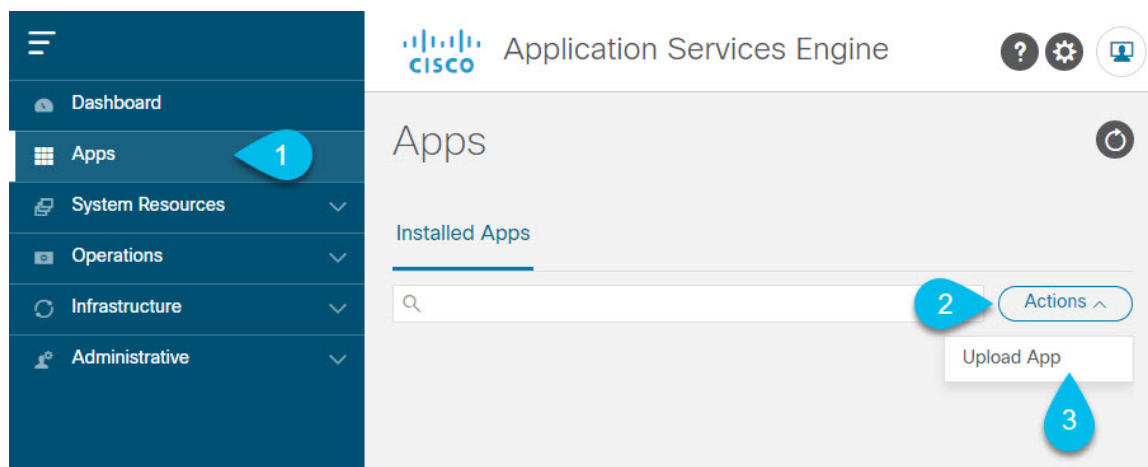 CISCO
Application Services Engine
?
Dashboard
Apps
1
System Resources
Operations
Infrastructure
Administrative
Apps
Installed Apps
2
Actions
Upload App
3